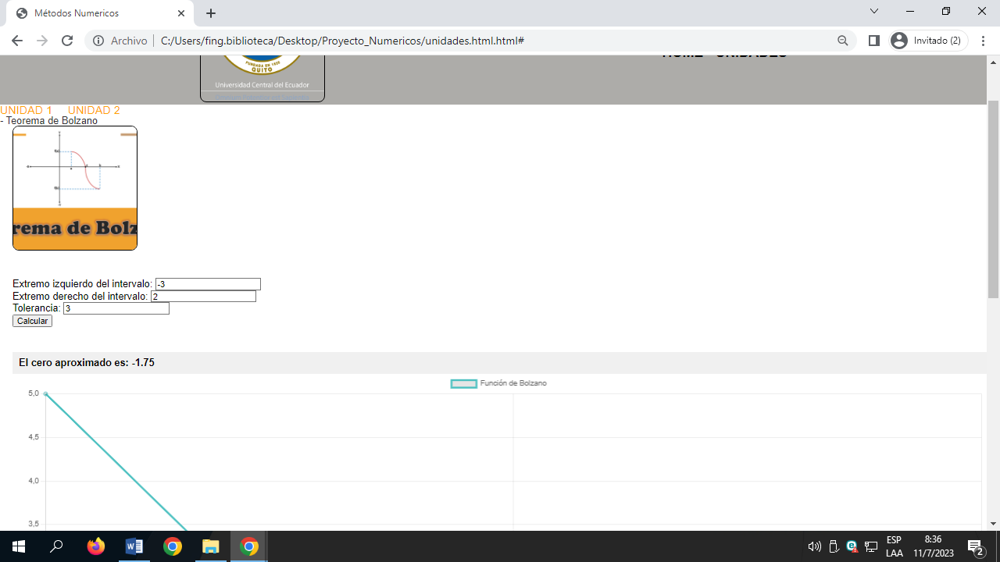 Métodos Numericos
Archivo
C:/Users/fing.biblioteca/Desktop/Proyecto_Numericos/unidades.html.html#
Invitado (2)
FUNDADA EN 1826
QUITO
Universidad Central del Ecuador
UNIDAD 1 UNIDAD 2
- Teorema de Bolzano
rema de Bolz
Extremo izquierdo del intervalo: -3
Extremo derecho del intervalo: 2
Tolerancia: 3
Calcular
El cero aproximado es: -1.75
Función de Bolzano
5,0
4,5
4,0
3,5
ESP
LAA
8:36
11/7/2023
2